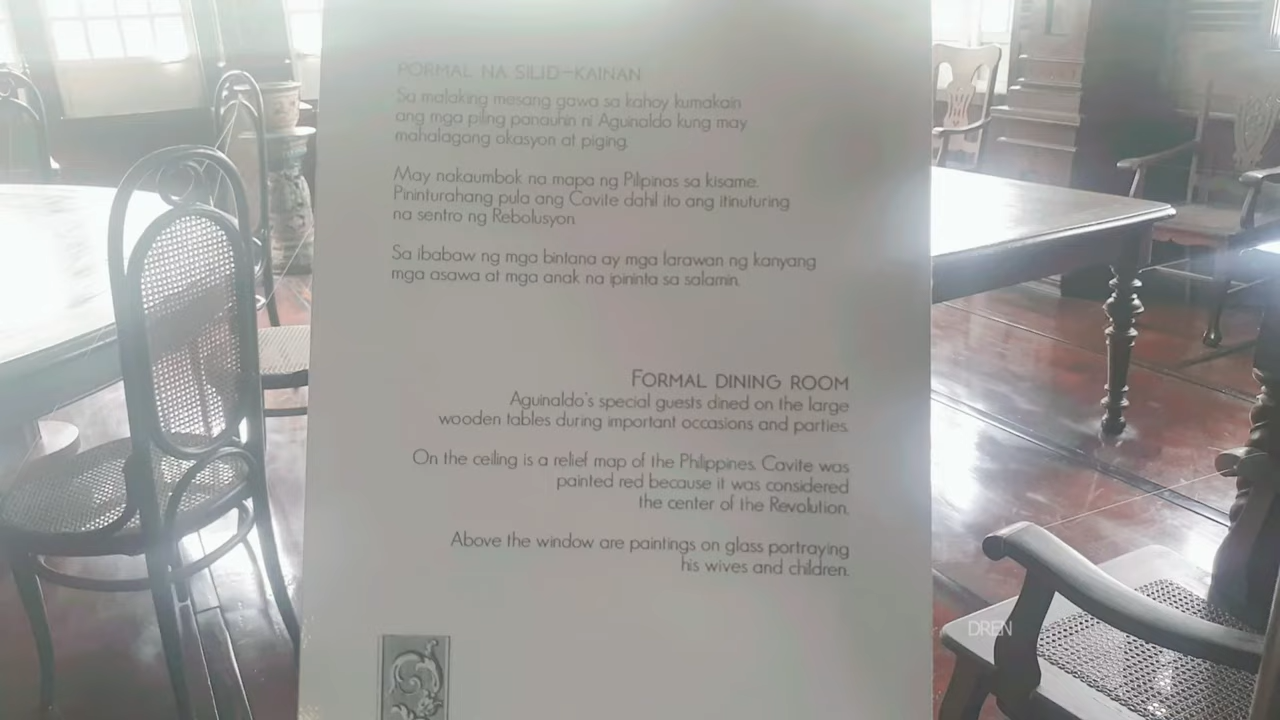 PORMAL NA SILID-KAINAN
Sa malaking mesang gawa sa kahoy kumakain
ang mga piling panauhin ni Aguinaldo kung may
mahalagang okasyon at piging.
May nakaumbok na mapa ng Pilipinas sa kisame.
Pininturahang pula ang Cavite dahil ito ang itinuturing
na sentro ng Rebolusyon
Sa ibabaw ng mga bintana ay mga larawan ng kanyang
mga asawa at mga anak na ipininta sa salamin.
FORMAL DINING ROOM
Aguinaldo's special guests dined on the large
wooden tables during important occasions and parties.
On the ceiling is a relief map of the Philippines. Cavite was
painted red because it was considered
the center of the Revolution.
Above the window are paintings on glass portraying
his wives and children.
DREN